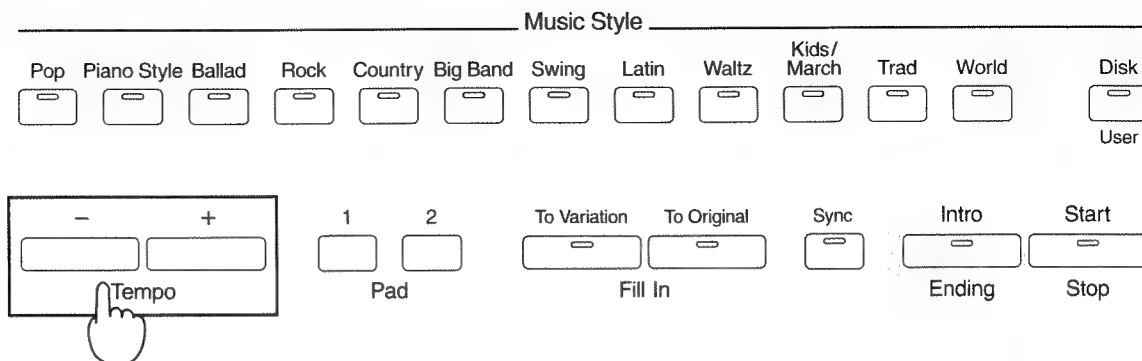 Music Style
Pop Piano Style Ballad Rock Country Big Band Swing Latin Waltz Kids/ March Trad World Disk
User
− + 1 2 To Variation To Original Sync Intro Start
Tempo Pad Fill In Ending Stop